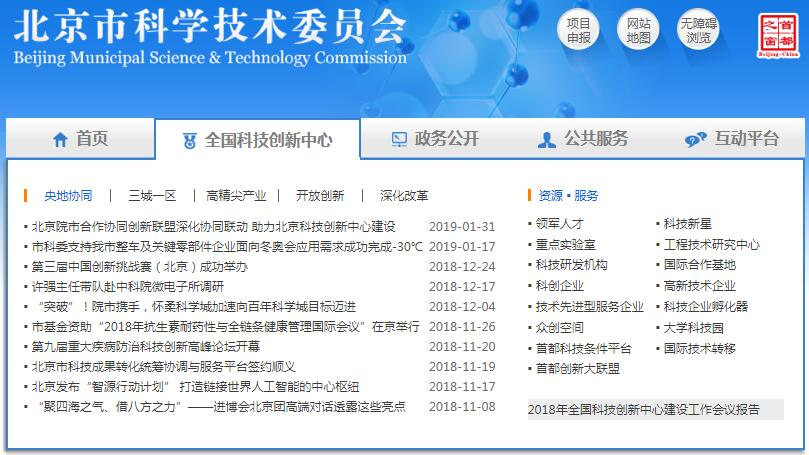 北京市科学技术委员会
Beijing Municipal Science & Technology Commission
项目申报
网站地图
无障碍浏览
首都之窗
Beijing-China
首页
全国科技创新中心
政务公开
公共服务
互动平台
央地协同 | 三城一区 | 高精尖产业 | 开放创新 | 深化改革
北京院市合作协同创新联盟深化协同联动 助力北京科技创新中心建设 2019-01-31
市科委支持我市整车及关键零部件企业面向冬奥会应用需求成功完成-30℃ 2019-01-17
第三届中国创新挑战赛（北京）成功举办 2018-12-24
许强主任带队赴中科院微电子所调研 2018-12-17
“突破”！院市携手，怀柔科学城加速向百年科学城目标迈进 2018-12-04
市基金资助“2018年抗生素耐药性与全链条健康管理国际会议”在京举行 2018-11-26
第九届重大疾病防治科技创新高峰论坛开幕 2018-11-20
北京市科技成果转化统筹协调与服务平台签约顺义 2018-11-19
北京发布“智源行动计划” 打造链接世界人工智能的中心枢纽 2018-11-17
“聚四海之气、借八方之力”——进博会北京团高端对话透露这些亮点 2018-11-08
资源·服务
领军人才 科技新星
重点实验室 工程技术研究中心
科技研发机构 国际合作基地
科创企业 高新技术企业
技术先进型服务企业 科技企业孵化器
众创空间 大学科技园
首都科技条件平台 国际技术转移
首都创新大联盟
2018年全国科技创新中心建设工作会议报告